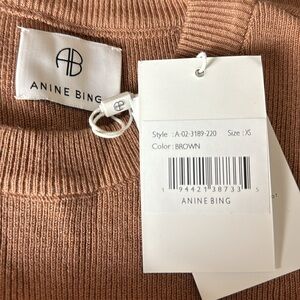 AB
ANINE BING
Style : A-02-3189-220 Size : XS
Color : BROWN
1 94421 38733 5
ANINE BING